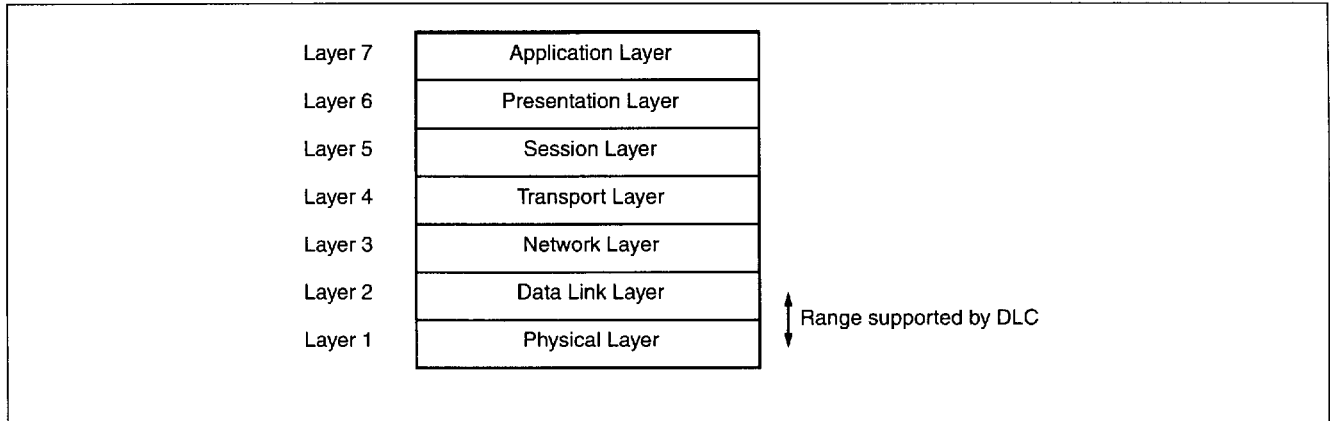 Layer 7 Application Layer
Layer 6 Presentation Layer
Layer 5 Session Layer
Layer 4 Transport Layer
Layer 3 Network Layer
Layer 2 Data Link Layer
Range supported by DLC
Layer 1 Physical Layer